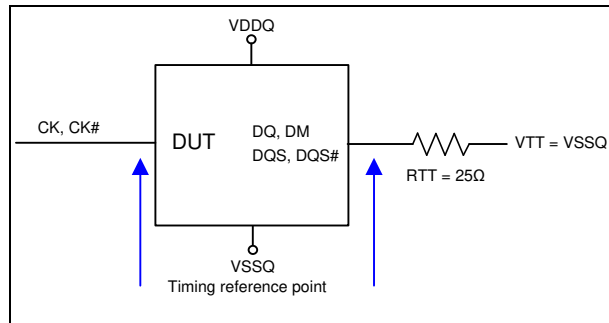 VDDQ
CK, CK#
DUT
DQ, DM
DQS, DQS#
VTT = VSSQ
RTT = 25Ω
VSSQ
Timing reference point